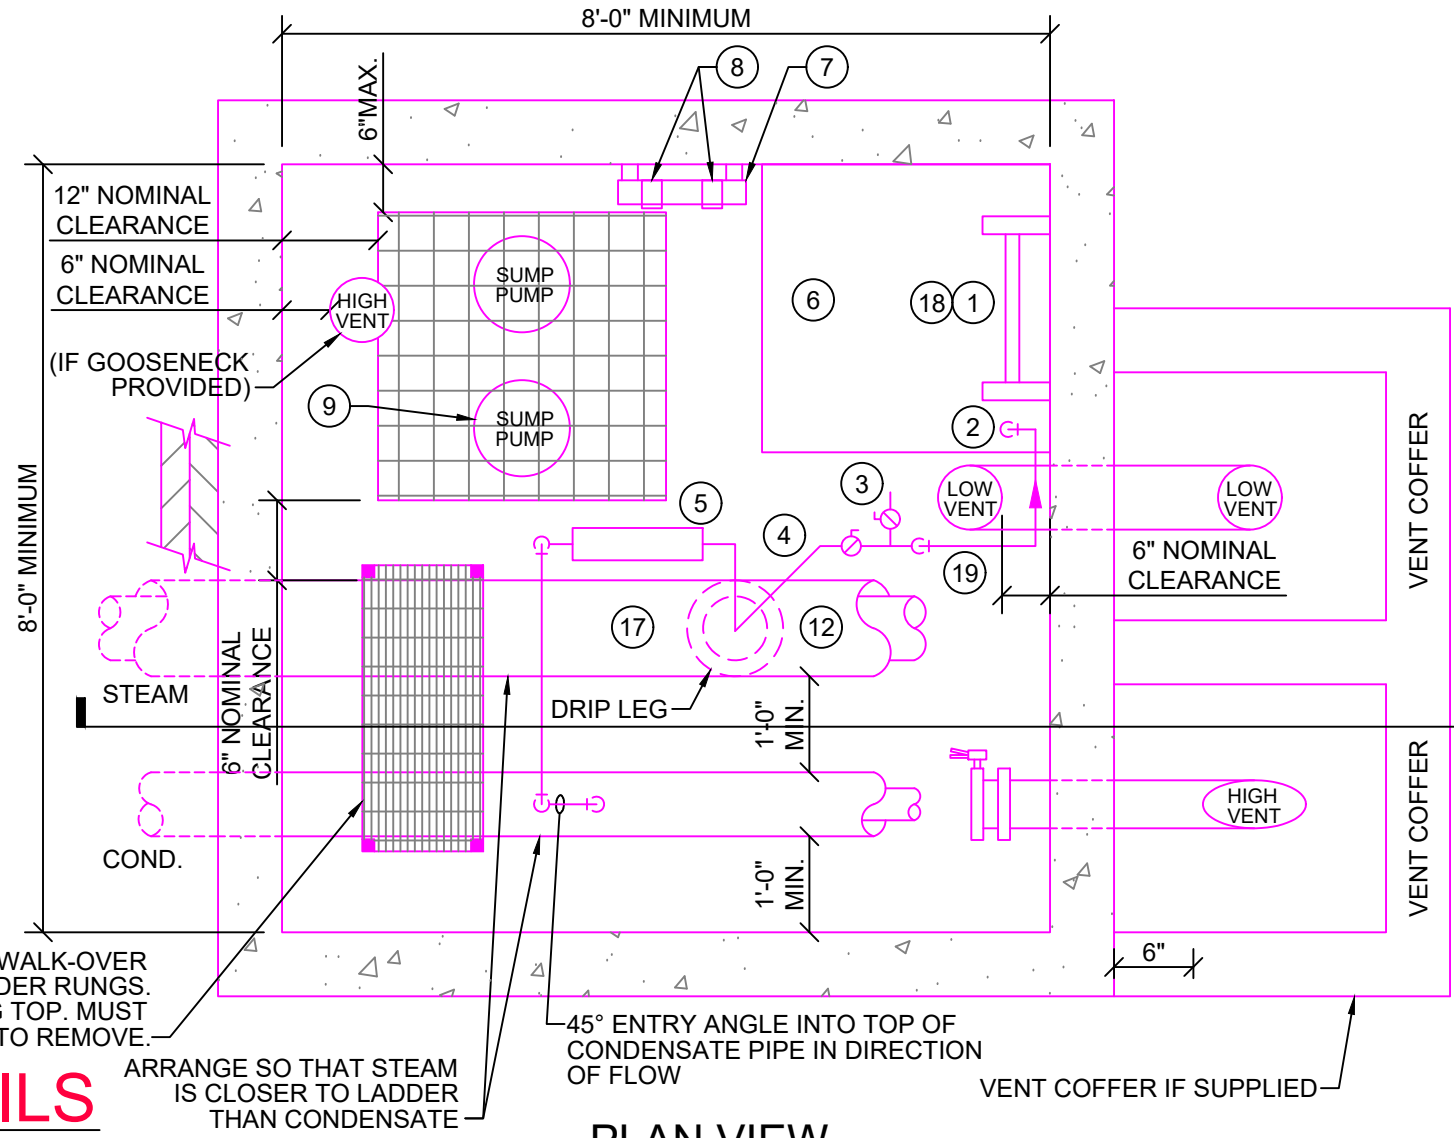 8'-0" MINIMUM
8
7
6"MAX.
12" NOMINAL
CLEARANCE
6" NOMINAL
CLEARANCE
HIGH
VENT
(IF GOOSENECK
PROVIDED)
SUMP
PUMP
9
SUMP
PUMP
6
18
1
2
3
LOW
VENT
LOW
VENT
VENT COFFER
5
4
19
6" NOMINAL
CLEARANCE
8'-0" MINIMUM
17
12
STEAM
6" NOMINAL
CLEARANCE
DRIP LEG
1'-0"
MIN.
HIGH
VENT
VENT COFFER
COND.
1'-0"
MIN.
6"
WALK-OVER
DER RUNGS.
G TOP. MUST
TO REMOVE.
45° ENTRY ANGLE INTO TOP OF
CONDENSATE PIPE IN DIRECTION
OF FLOW
ARRANGE SO THAT STEAM
IS CLOSER TO LADDER
THAN CONDENSATE
VENT COFFER IF SUPPLIED
ILS
PLAN VIEW